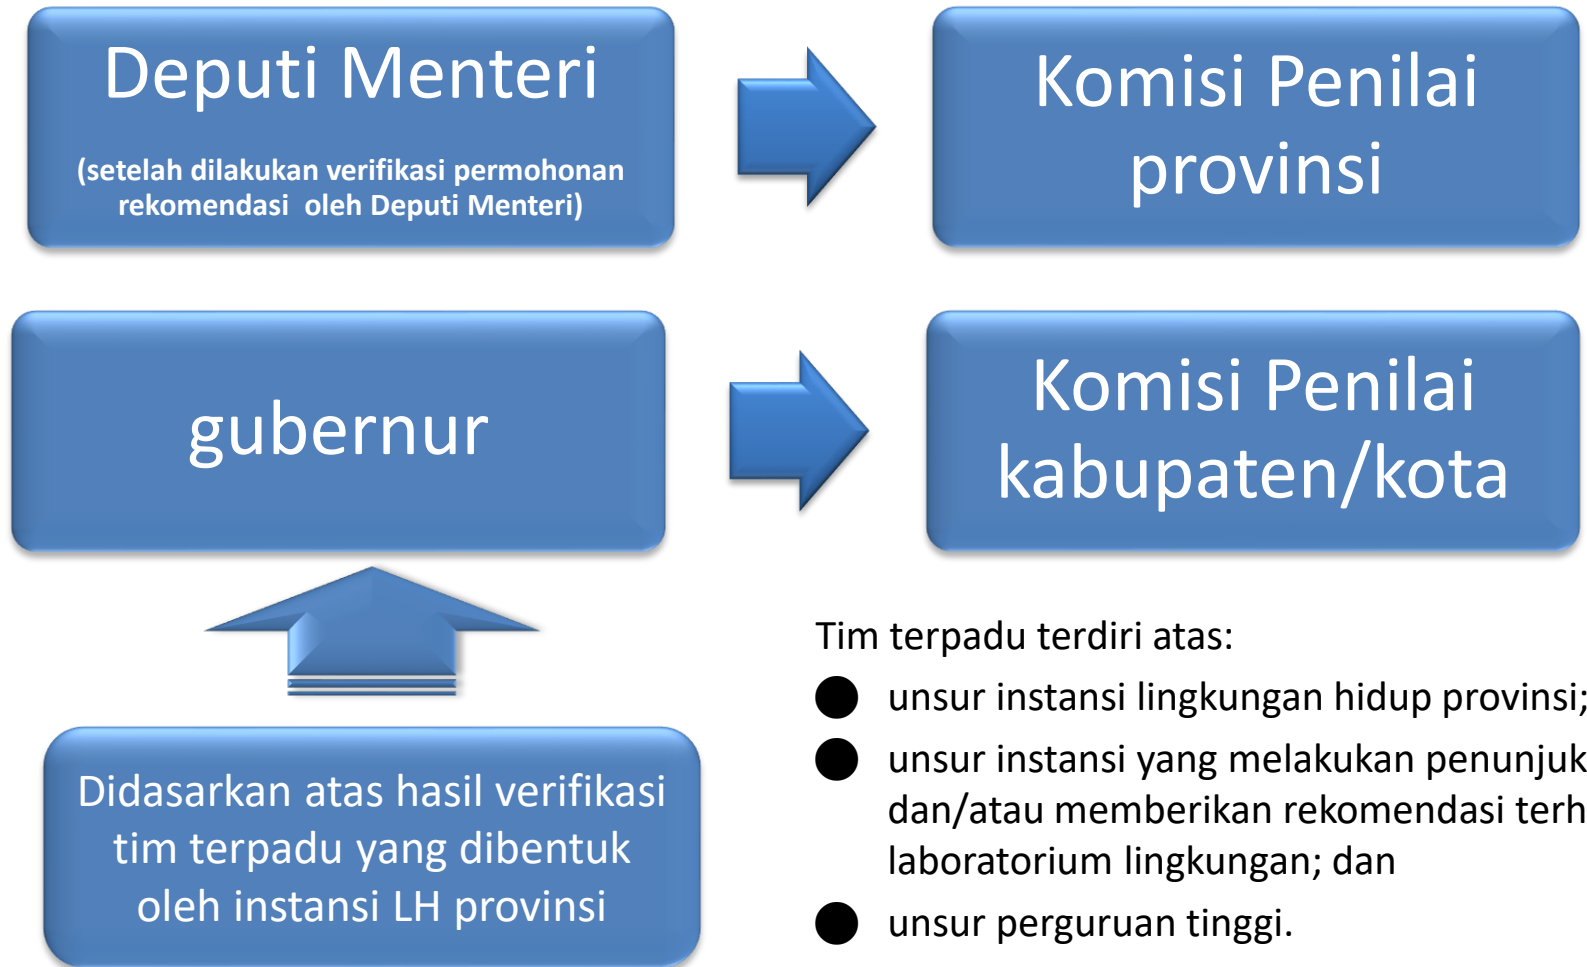 Deputi Menteri
(setelah dilakukan verifikasi permohonan
rekomendasi oleh Deputi Menteri)
Komisi Penilai
provinsi
gubernur
Komisi Penilai
kabupaten/kota
Didasarkan atas hasil verifikasi
tim terpadu yang dibentuk
oleh instansi LH provinsi
Tim terpadu terdiri atas:
● unsur instansi lingkungan hidup provinsi;
● unsur instansi yang melakukan penunjuk
dan/atau memberikan rekomendasi terh
laboratorium lingkungan; dan
● unsur perguruan tinggi.